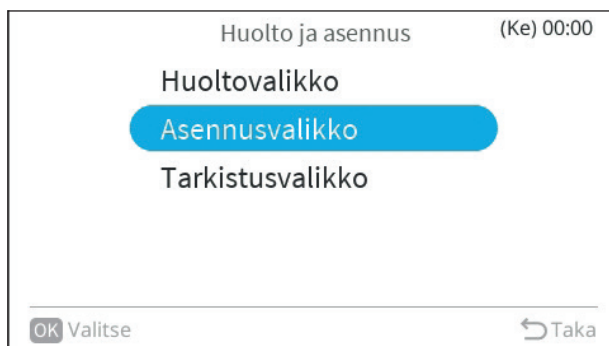 Huolto ja asennus (Ke) 00:00
Huoltovalikko
Asennusvalikko
Tarkistusvalikko
OK Valitse Taka